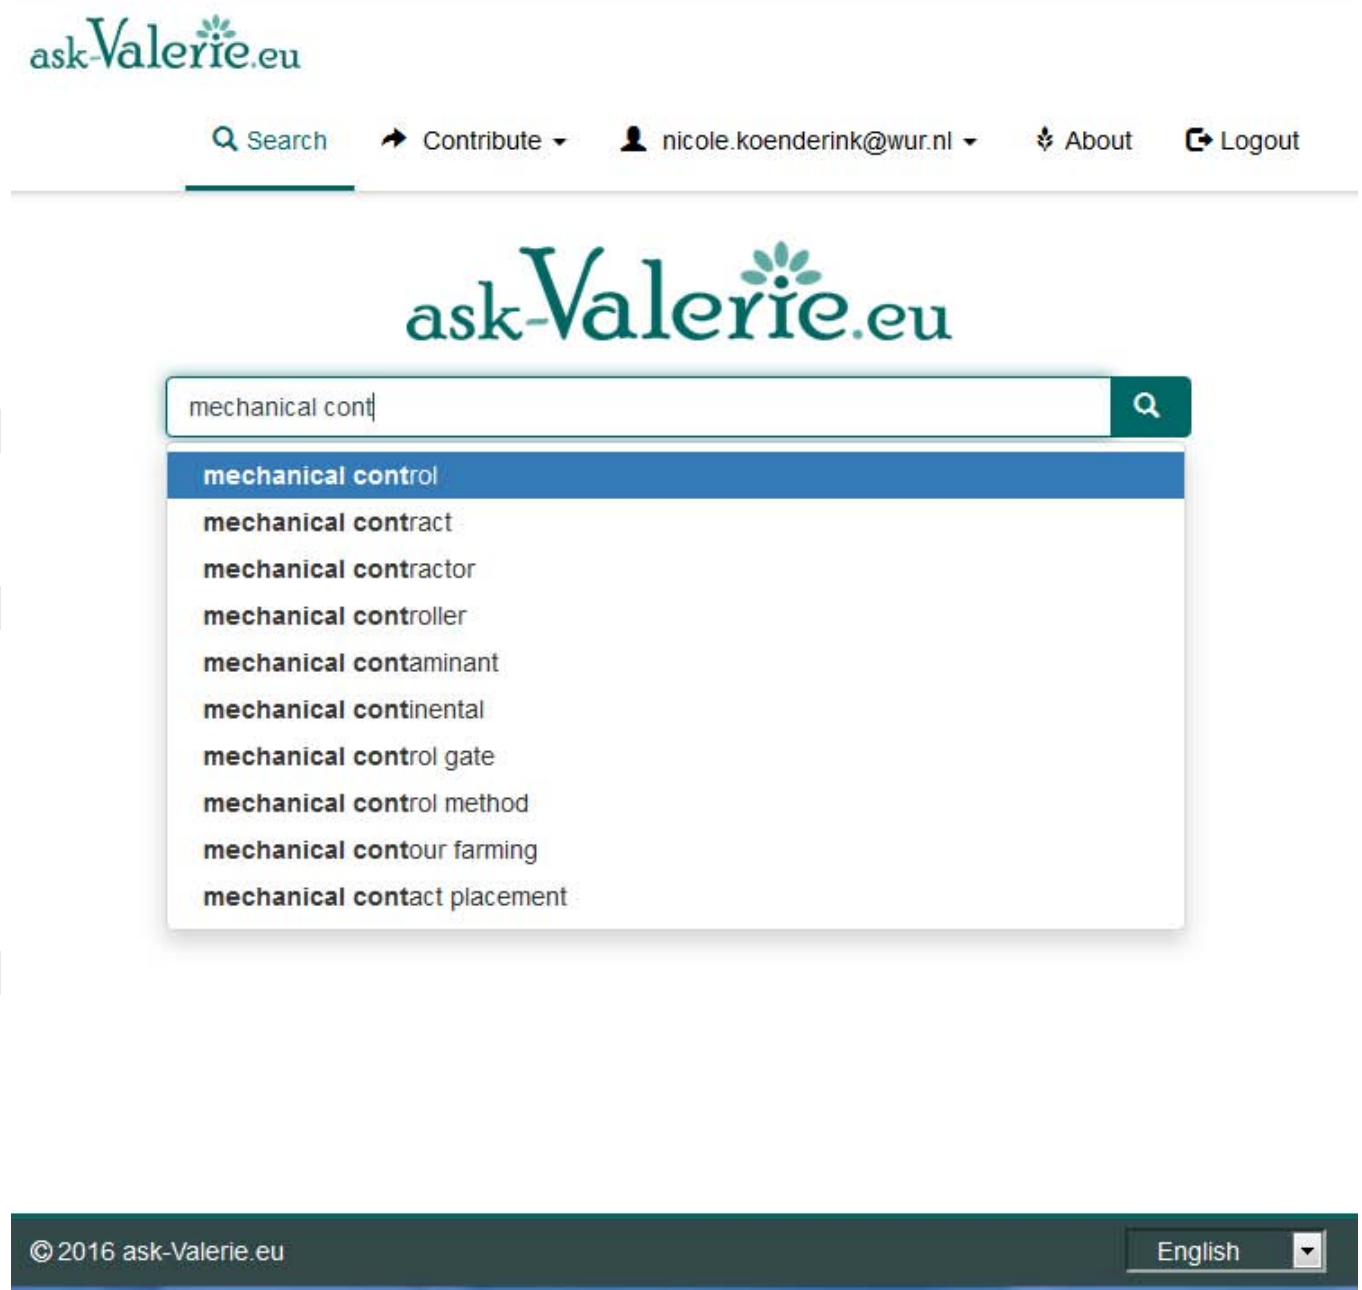 ask-Valerie.eu
Search Contribute nicole.koenderink@wur.nl About Logout
ask-Valerie.eu
mechanical cont
mechanical control
mechanical contract
mechanical contractor
mechanical controller
mechanical contaminant
mechanical continental
mechanical control gate
mechanical control method
mechanical contour farming
mechanical contact placement
© 2016 ask-Valerie.eu English